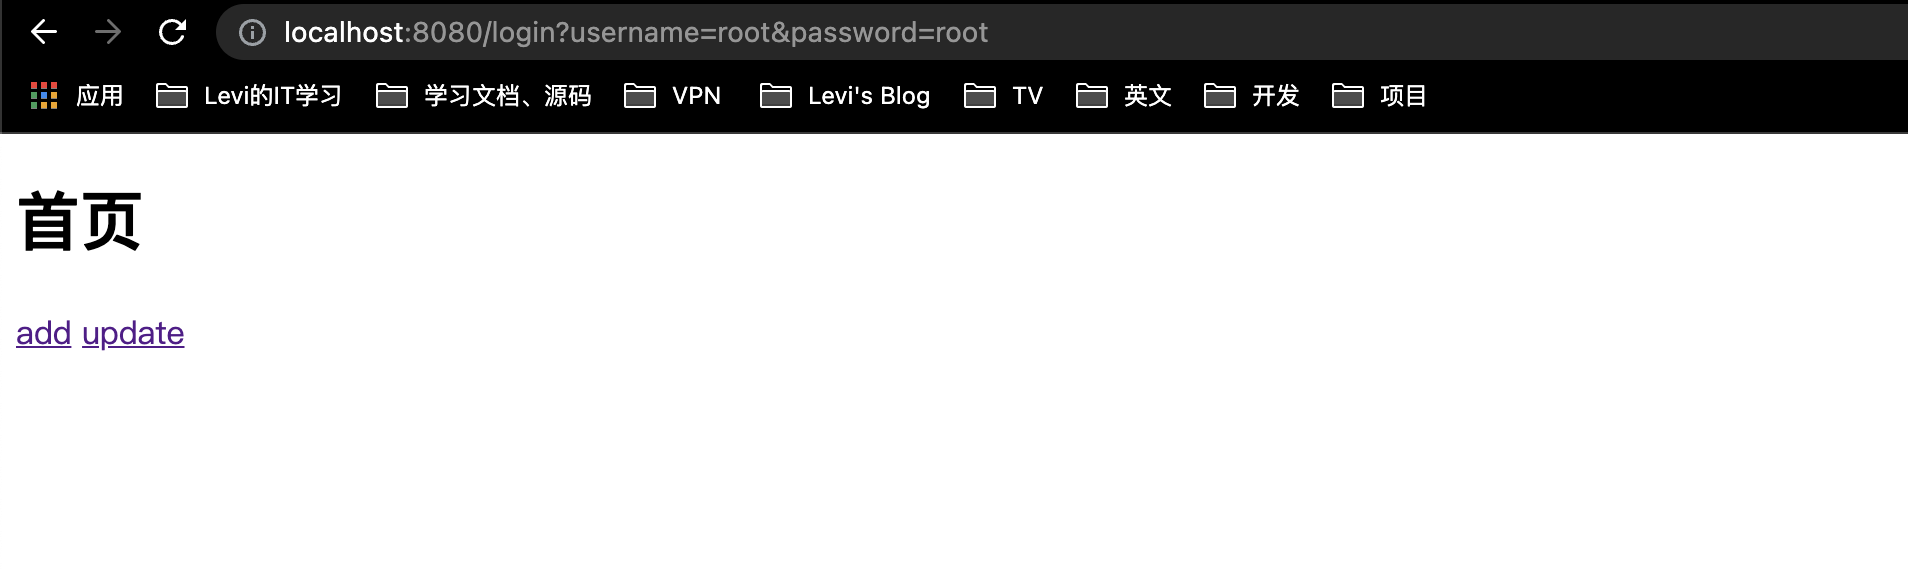 localhost:8080/login?username=root&password=root
应用 Levi的IT学习 学习文档、源码 VPN Levi's Blog TV 英文 开发 项目
首页
add update